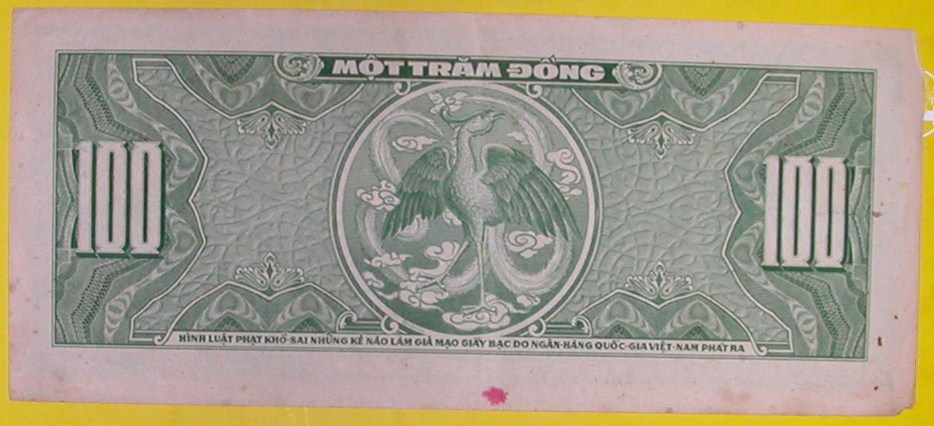 MỘT TRĂM ĐỒNG
100
100
HÌNH LUẬT PHẠT KHỔ-SAI NHỮNG KẺ NÀO LÀM GIẢ MẠO GIẤY BẠC DO NGÂN-HÀNG QUỐC-GIA VIỆT-NAM PHÁT RA